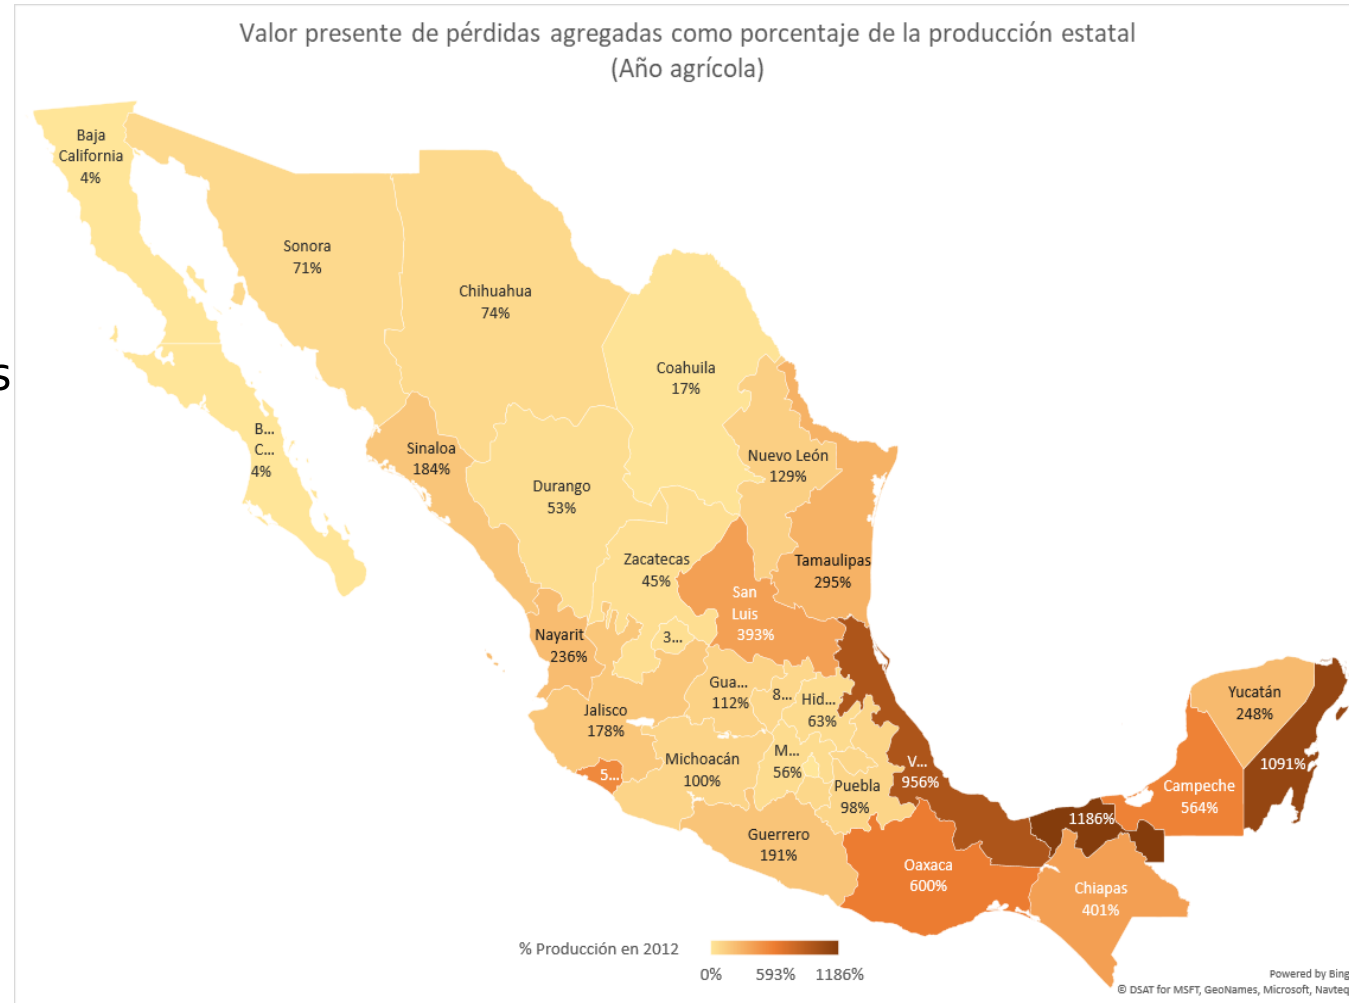 Valor presente de pérdidas agregadas como porcentaje de la producción estatal
(Año agrícola)
Baja
California
4%
Sonora
71%
Chihuahua
74%
Coahuila
17%
s
B...
C...
4%
Sinaloa
184%
Nuevo León
129%
Durango
53%
Zacatecas
45%
Tamaulipas
295%
San
Luis
393%
Nayarit
236%
3...
Gua...
112%
8...
Hid...
63%
Jalisco
178%
Yucatán
248%
Michoacán
100%
M...
56%
5...
V...
956%
1091%
Puebla
98%
Campeche
564%
1186%
Guerrero
191%
Oaxaca
600%
Chiapas
401%
% Producción en 2012
0% 593% 1186%
Powered by Bing
© DSAT for MSFT, GeoNames, Microsoft, Navteq